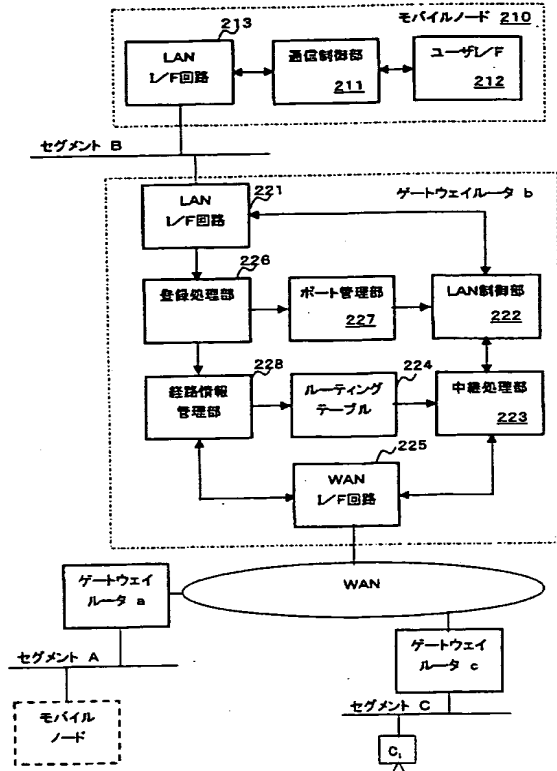 モバイルノード 210
213
LAN
I/F回路
通信制御部
211
ユーザI/F
212
セグメント B
ゲートウェイルータ b
221
LAN
I/F回路
226
登録処理部
ポート管理部
227
LAN制御部
222
228
経路情報
管理部
224
ルーティング
テーブル
中継処理部
223
225
WAN
I/F回路
ゲートウェイ
ルータ a
WAN
ゲートウェイ
ルータ c
セグメント A
セグメント C
モバイル
ノード
C₁